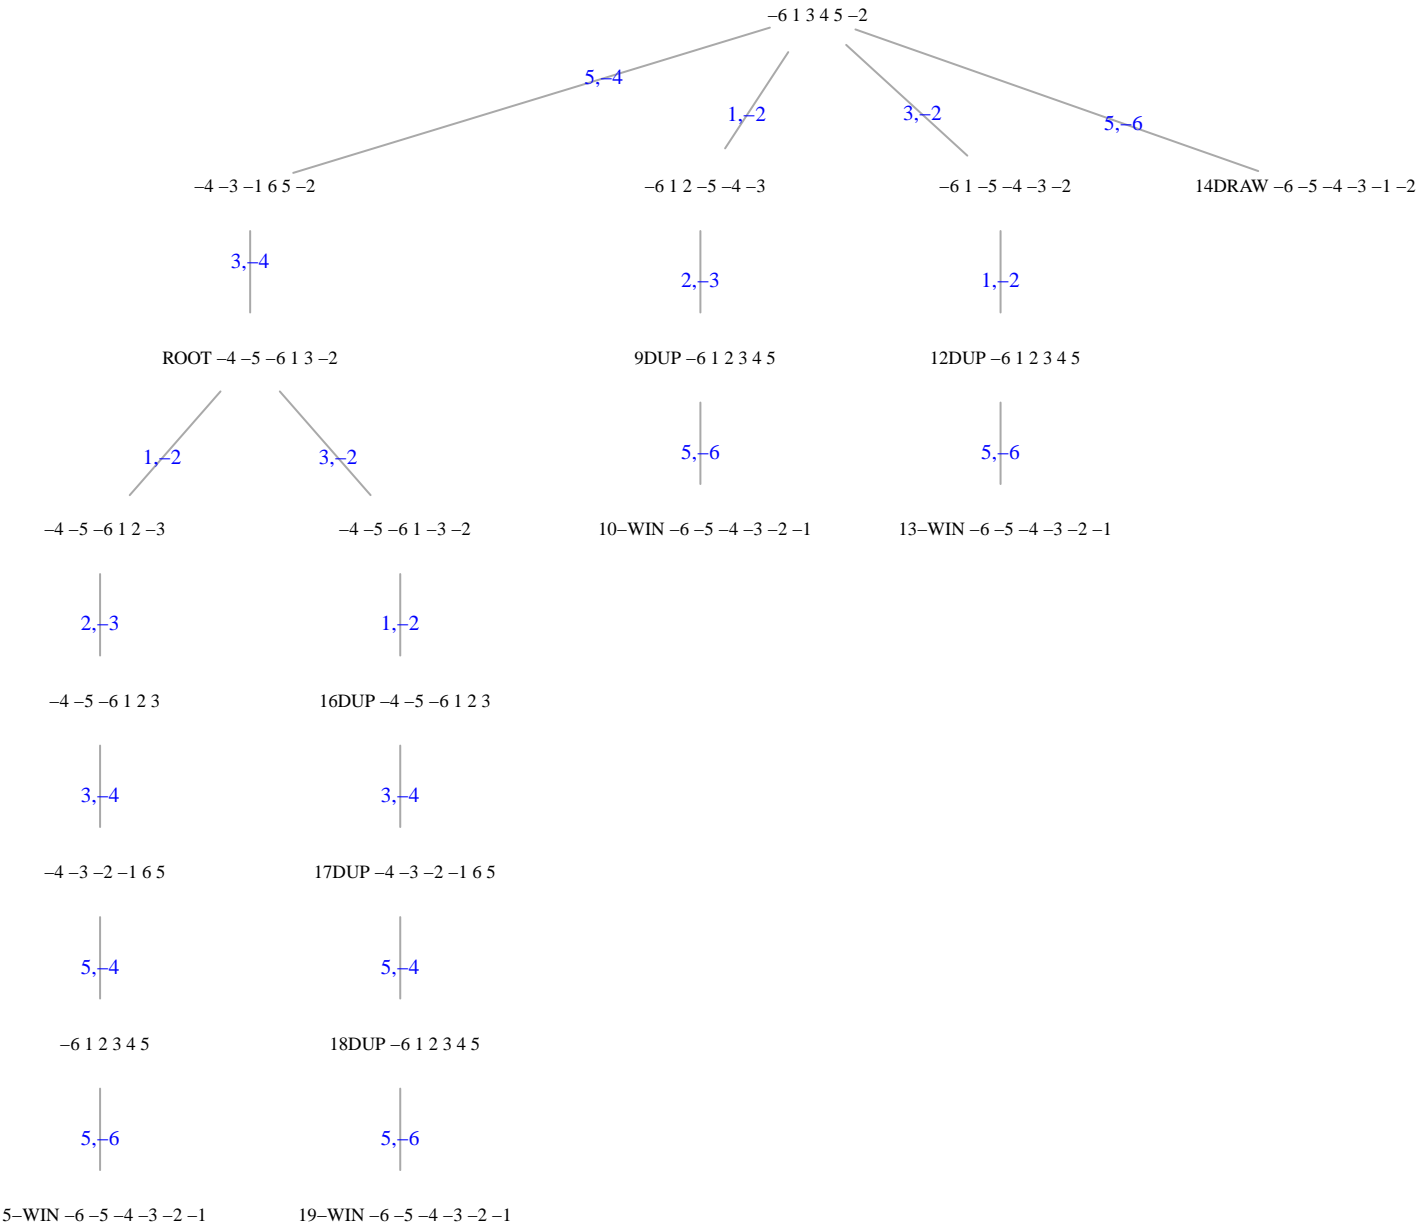 –6 1 3 4 5 –2
5,–4
1,–2
3,–2
5,–6
–4 –3 –1 6 5 –2
–6 1 2 –5 –4 –3
–6 1 –5 –4 –3 –2
14DRAW –6 –5 –4 –3 –1 –2
3,–4
2,–3
1,–2
ROOT –4 –5 –6 1 3 –2
9DUP –6 1 2 3 4 5
12DUP –6 1 2 3 4 5
1,–2
3,–2
5,–6
5,–6
–4 –5 –6 1 2 –3
–4 –5 –6 1 –3 –2
10–WIN –6 –5 –4 –3 –2 –1
13–WIN –6 –5 –4 –3 –2 –1
2,–3
1,–2
–4 –5 –6 1 2 3
16DUP –4 –5 –6 1 2 3
3,–4
3,–4
–4 –3 –2 –1 6 5
17DUP –4 –3 –2 –1 6 5
5,–4
5,–4
–6 1 2 3 4 5
18DUP –6 1 2 3 4 5
5,–6
5,–6
5–WIN –6 –5 –4 –3 –2 –1
19–WIN –6 –5 –4 –3 –2 –1